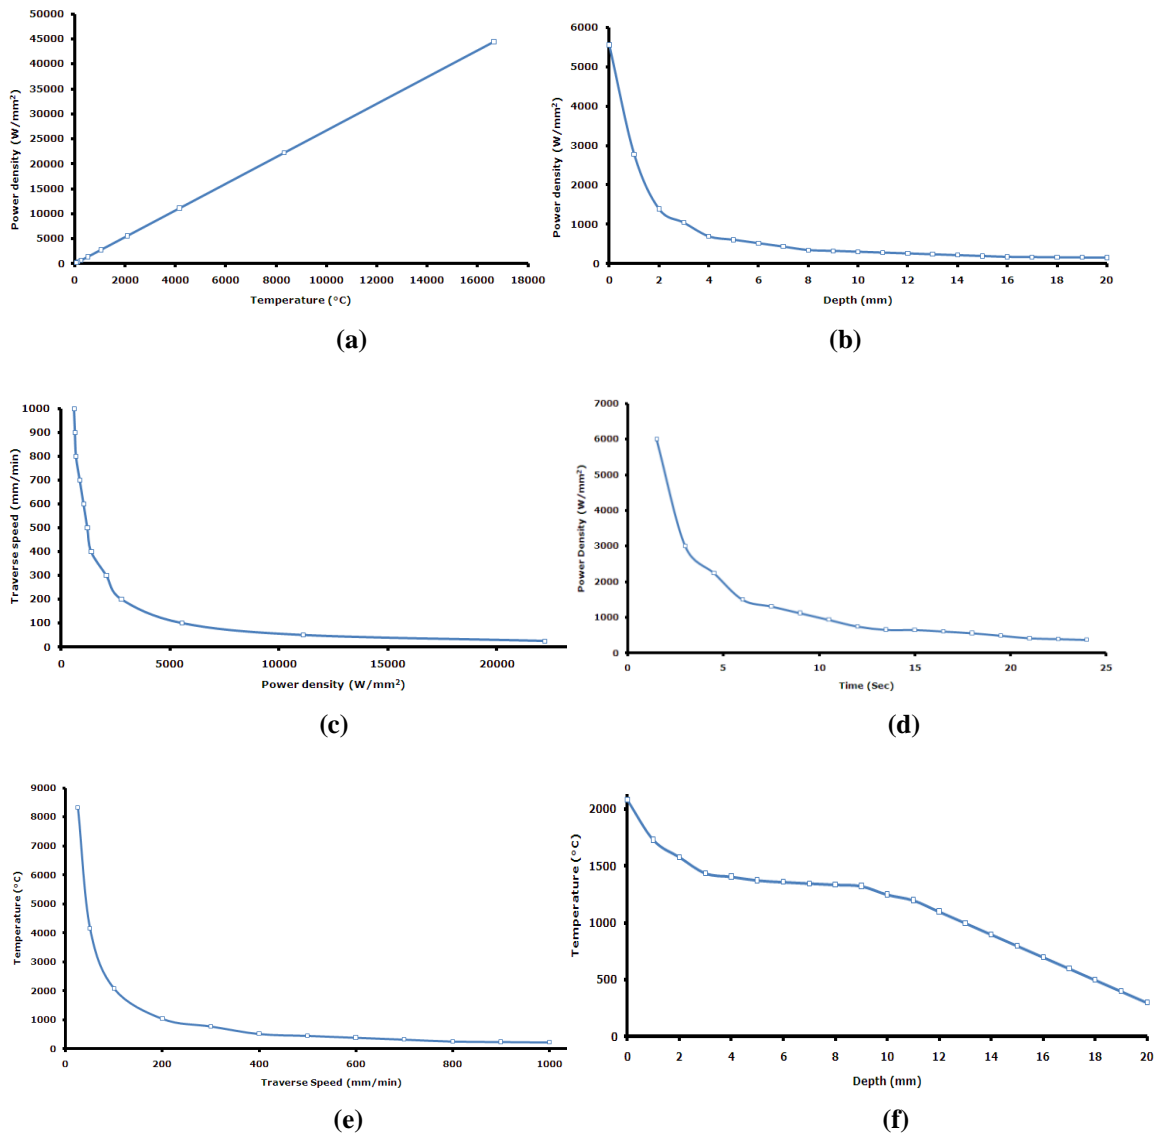 50000
45000
40000
35000
30000
25000
20000
15000
10000
5000
0
Power density (W/mm²)
0 2000 4000 6000 8000 10000 12000 14000 16000 18000
Temperature (°C)
(a)
6000
5000
4000
3000
2000
1000
0
Power density (W/mm²)
0 2 4 6 8 10 12 14 16 18 20
Depth (mm)
(b)
1000
900
800
700
600
500
400
300
200
100
0
Traverse speed (mm/min)
0 5000 10000 15000 20000
Power density (W/mm²)
(c)
7000
6000
5000
4000
3000
2000
1000
0
Power Density (W/mm²)
0 5 10 15 20 25
Time (Sec)
(d)
9000
8000
7000
6000
5000
4000
3000
2000
1000
0
Temperature (°C)
0 200 400 600 800 1000
Traverse Speed (mm/min)
(e)
2000
1500
1000
500
0
Temperature (°C)
0 2 4 6 8 10 12 14 16 18 20
Depth (mm)
(f)